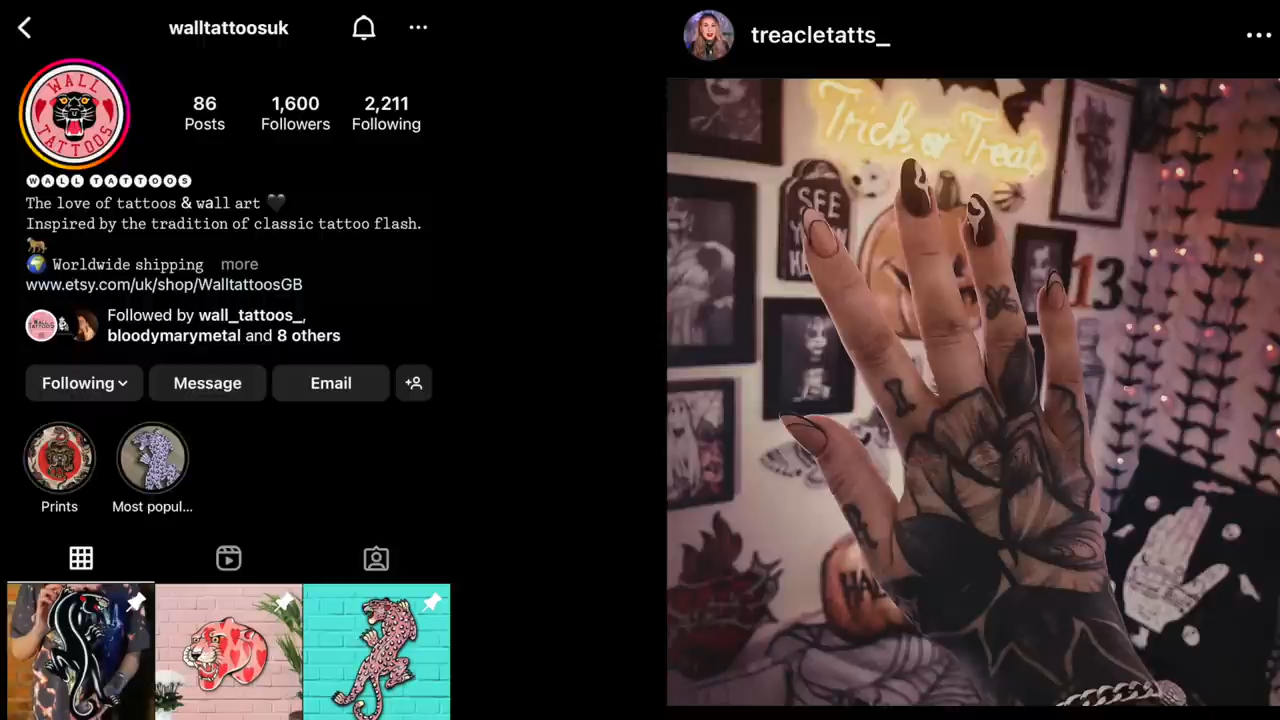 walltattoosuk
WALL
TATTOOS
86
Posts
1,600
Followers
2,211
Following
WALL TATTOOS
The love of tattoos & wall art 🖤
Inspired by the tradition of classic tattoo flash.
🐆
🌍 Worldwide shipping more
www.etsy.com/uk/shop/WalltattoosGB
Followed by wall_tattoos_,
bloodymarymetal and 8 others
Following
Message
Email
Prints
Most popul...
treacletatts_
Trick or Treat
SEE
13